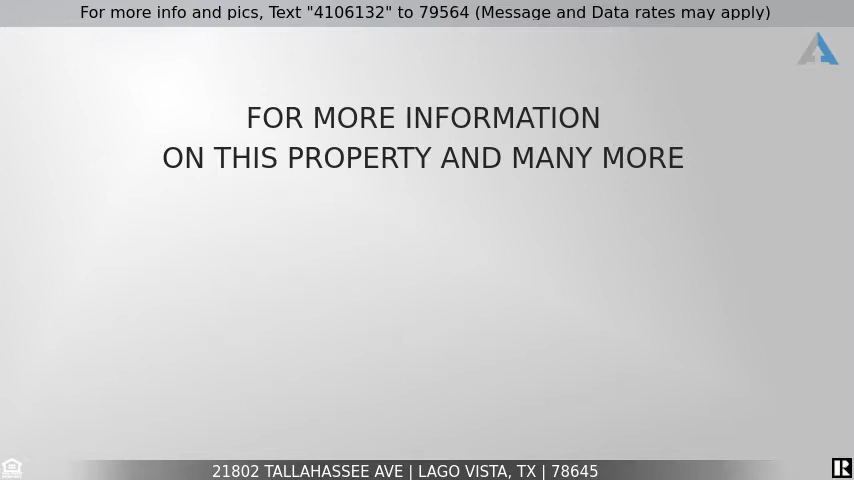 For more info and pics, Text "4106132" to 79564 (Message and Data rates may apply)
FOR MORE INFORMATION
ON THIS PROPERTY AND MANY MORE
21802 TALLAHASSEE AVE | LAGO VISTA, TX | 78645